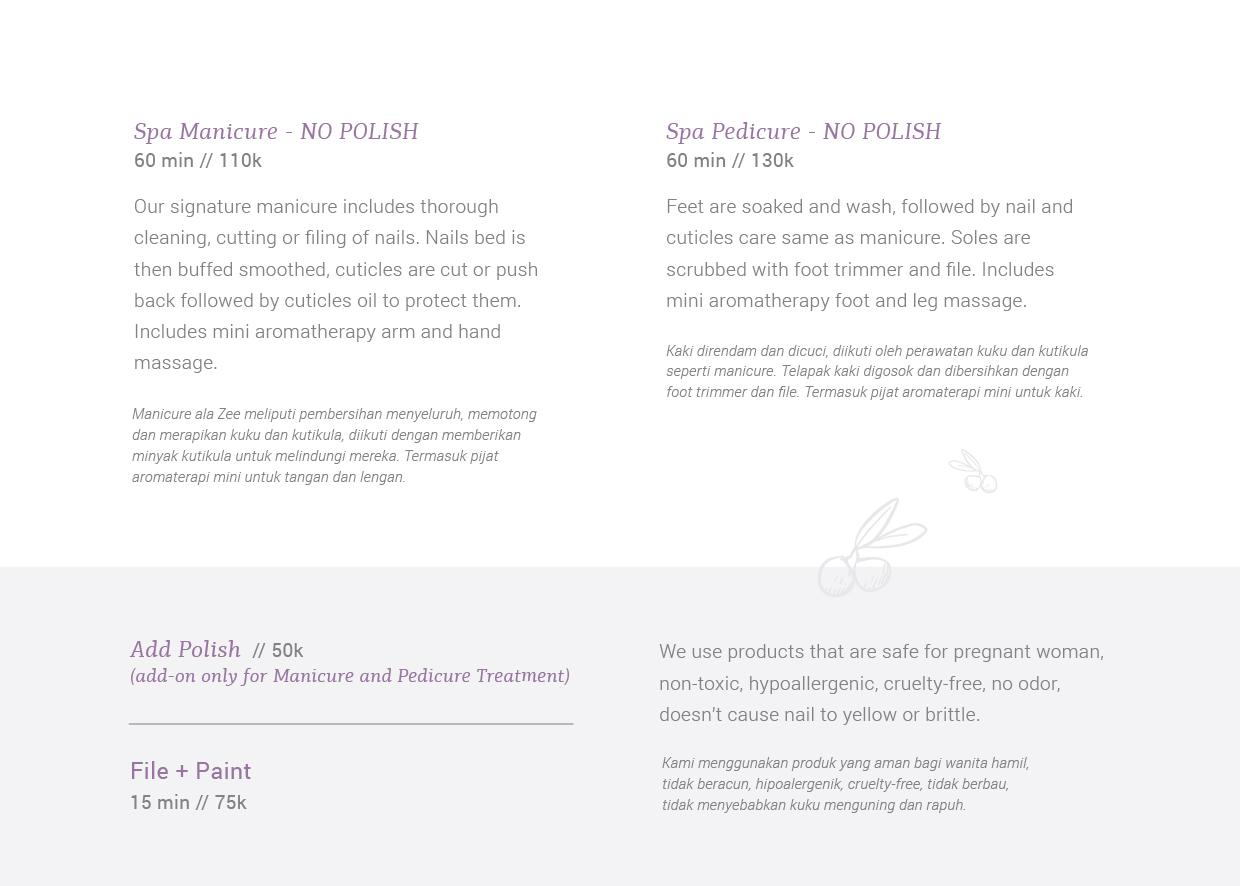 Spa Manicure - NO POLISH
60 min // 110k
Our signature manicure includes thorough
cleaning, cutting or filing of nails. Nails bed is
then buffed smoothed, cuticles are cut or push
back followed by cuticles oil to protect them.
Includes mini aromatherapy arm and hand
massage.
Manicure ala Zee meliputi pembersihan menyeluruh, memotong
dan merapikan kuku dan kutikula, diikuti dengan memberikan
minyak kutikula untuk melindungi mereka. Termasuk pijat
aromaterapi mini untuk tangan dan lengan.
Spa Pedicure - NO POLISH
60 min // 130k
Feet are soaked and wash, followed by nail and
cuticles care same as manicure. Soles are
scrubbed with foot trimmer and file. Includes
mini aromatherapy foot and leg massage.
Kaki direndam dan dicuci, diikuti oleh perawatan kuku dan kutikula
seperti manicure. Telapak kaki digosok dan dibersihkan dengan
foot trimmer dan file. Termasuk pijat aromaterapi mini untuk kaki.
Add Polish // 50k
(add-on only for Manicure and Pedicure Treatment)
File + Paint
15 min // 75k
We use products that are safe for pregnant woman,
non-toxic, hypoallergenic, cruelty-free, no odor,
doesn't cause nail to yellow or brittle.
Kami menggunakan produk yang aman bagi wanita hamil,
tidak beracun, hipoalergenik, cruelty-free, tidak berbau,
tidak menyebabkan kuku menguning dan rapuh.